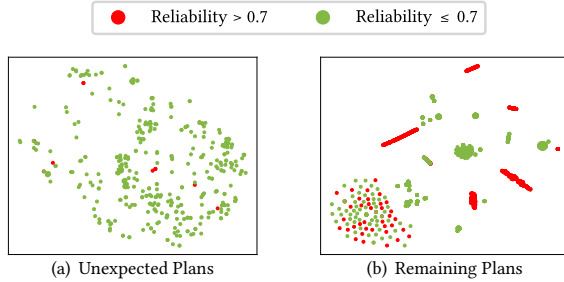 Reliability > 0.7 Reliability ≤ 0.7
(a) Unexpected Plans (b) Remaining Plans